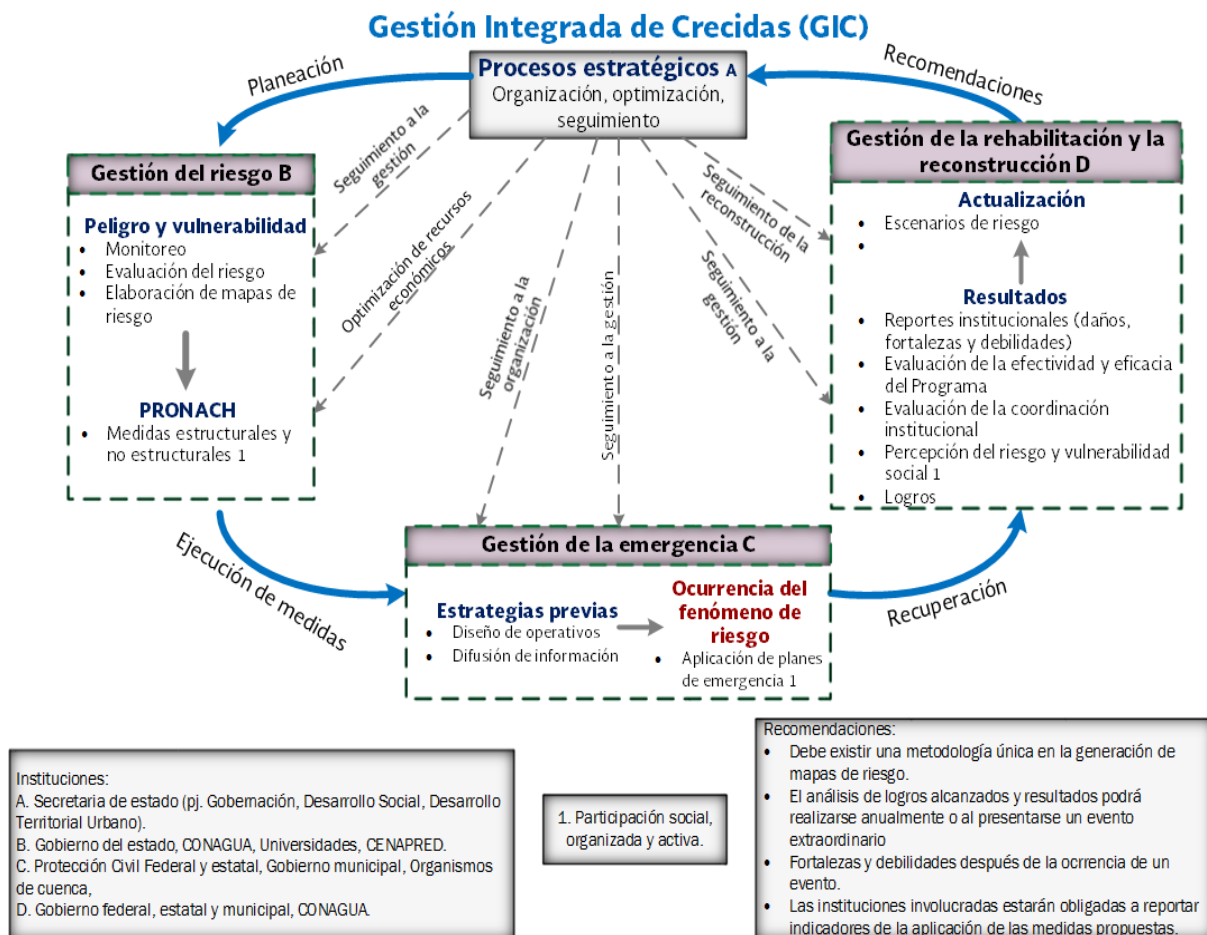 Gestión Integrada de Crecidas (GIC)
Procesos estratégicos A
Organización, optimización,
seguimiento
Planeación
Recomendaciones
Seguimiento a la
gestión
Optimización de recursos
económicos
Seguimiento a la
organización
Seguimiento a la gestión
Seguimiento a la
gestión
Seguimiento de la
reconstrucción
Gestión del riesgo B
Peligro y vulnerabilidad
• Monitoreo
• Evaluación del riesgo
• Elaboración de mapas de
riesgo
PRONACH
• Medidas estructurales y
no estructurales 1
Gestión de la rehabilitación y la
reconstrucción D
Actualización
• Escenarios de riesgo
•
Resultados
• Reportes institucionales (daños,
fortalezas y debilidades)
• Evaluación de la efectividad y eficacia
del Programa
• Evaluación de la coordinación
institucional
• Percepción del riesgo y vulnerabilidad
social 1
• Logros
Ejecución de medidas
Recuperación
Gestión de la emergencia C
Estrategias previas
• Diseño de operativos
• Difusión de información
Ocurrencia del
fenómeno de
riesgo
• Aplicación de planes
de emergencia 1
Instituciones:
A. Secretaria de estado (pj. Gobernación, Desarrollo Social, Desarrollo
Territorial Urbano).
B. Gobierno del estado, CONAGUA, Universidades, CENAPRED.
C. Protección Civil Federal y estatal, Gobierno municipal, Organismos
de cuenca,
D. Gobierno federal, estatal y municipal, CONAGUA.
1. Participación social,
organizada y activa.
Recomendaciones:
• Debe existir una metodología única en la generación de
mapas de riesgo.
• El análisis de logros alcanzados y resultados podrá
realizarse anualmente o al presentarse un evento
extraordinario
• Fortalezas y debilidades después de la ocrrencia de un
evento.
• Las instituciones involucradas estarán obligadas a reportar
indicadores de la aplicación de las medidas propuestas.